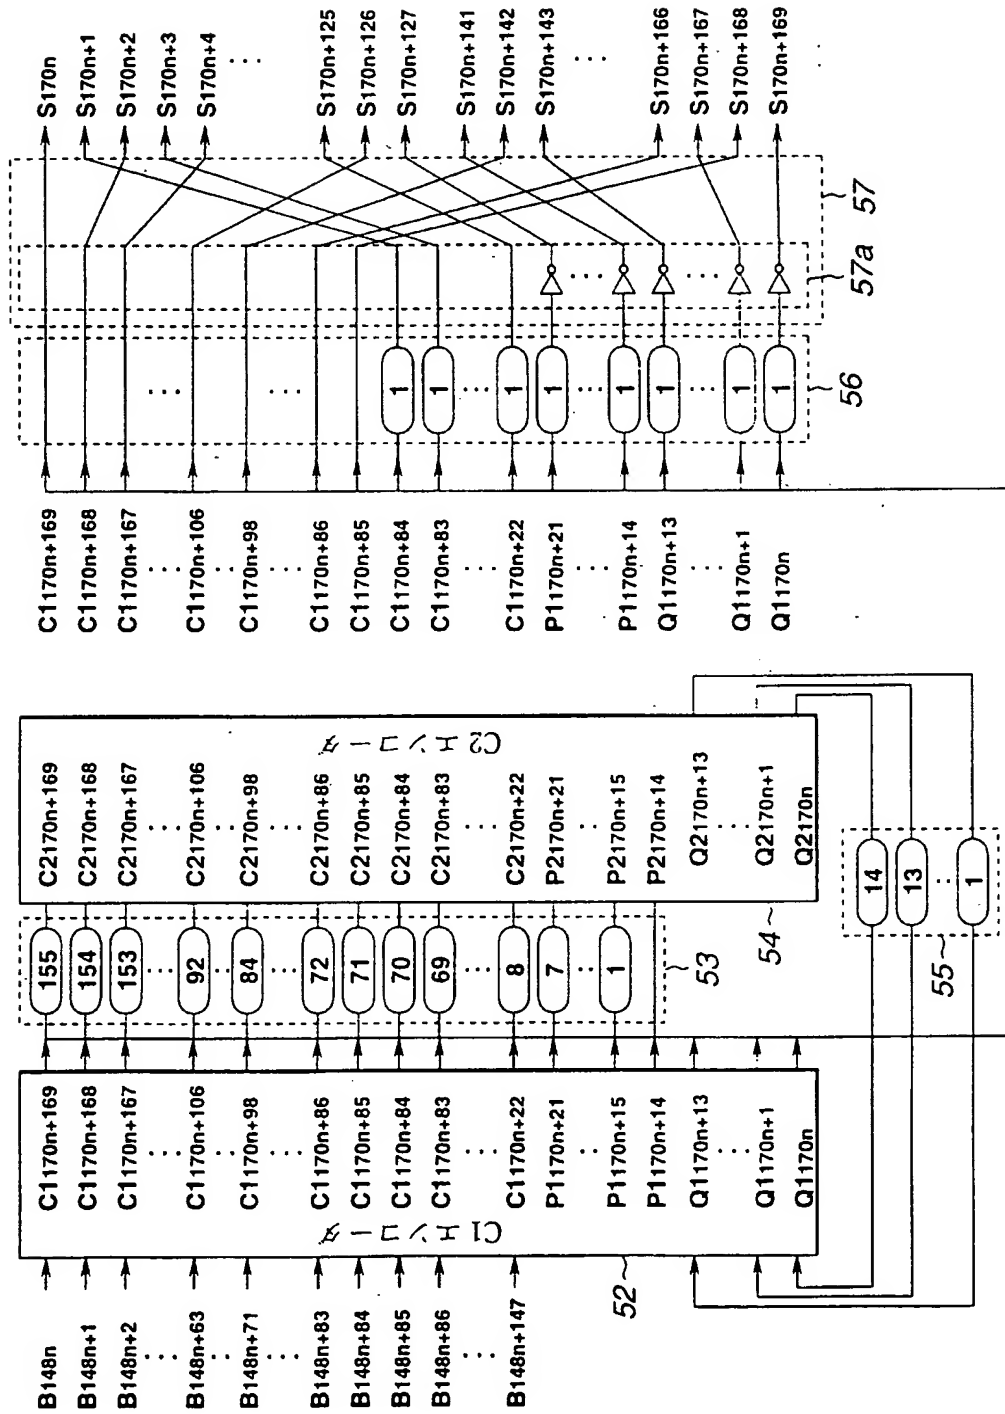 B148n
B148n+1
B148n+2
B148n+63
B148n+71
B148n+83
B148n+84
B148n+85
B148n+86
B148n+147
C1エンコーダ
C1170n+169
C1170n+168
C1170n+167
C1170n+106
C1170n+98
C1170n+86
C1170n+85
C1170n+84
C1170n+83
C1170n+22
P1170n+21
P1170n+15
P1170n+14
Q1170n+13
Q1170n+1
Q1170n
52
155
154
153
92
84
72
71
70
69
8
7
1
53
C2170n+169
C2170n+168
C2170n+167
C2170n+106
C2170n+98
C2170n+86
C2170n+85
C2170n+84
C2170n+83
C2170n+22
P2170n+21
P2170n+15
P2170n+14
Q2170n+13
Q2170n+1
Q2170n
C2エンコーダ
54
14
13
1
55
C1170n+169
C1170n+168
C1170n+167
C1170n+106
C1170n+98
C1170n+86
C1170n+85
C1170n+84
C1170n+83
C1170n+22
P1170n+21
P1170n+14
Q1170n+13
Q1170n+1
Q1170n
1
1
1
1
1
1
1
1
56
57a
57
S170n
S170n+1
S170n+2
S170n+3
S170n+4
S170n+125
S170n+126
S170n+127
S170n+141
S170n+142
S170n+143
S170n+166
S170n+167
S170n+168
S170n+169